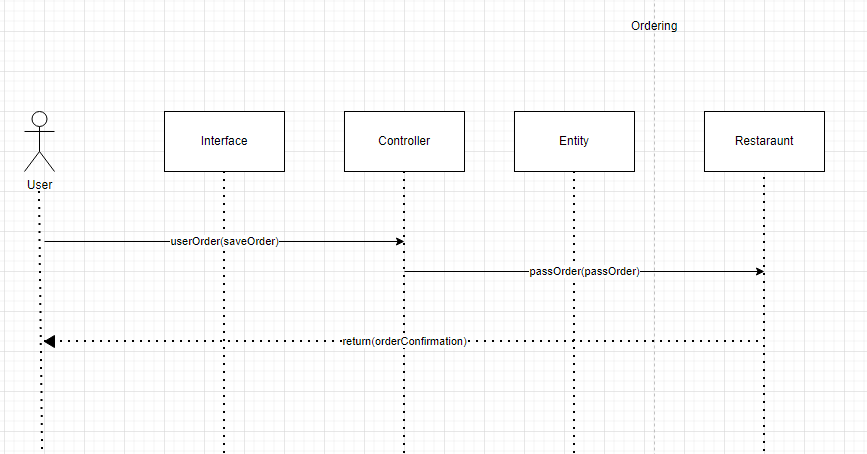 Ordering
User
Interface
Controller
Entity
Restaraunt
userOrder(saveOrder)
passOrder(passOrder)
return(orderConfirmation)